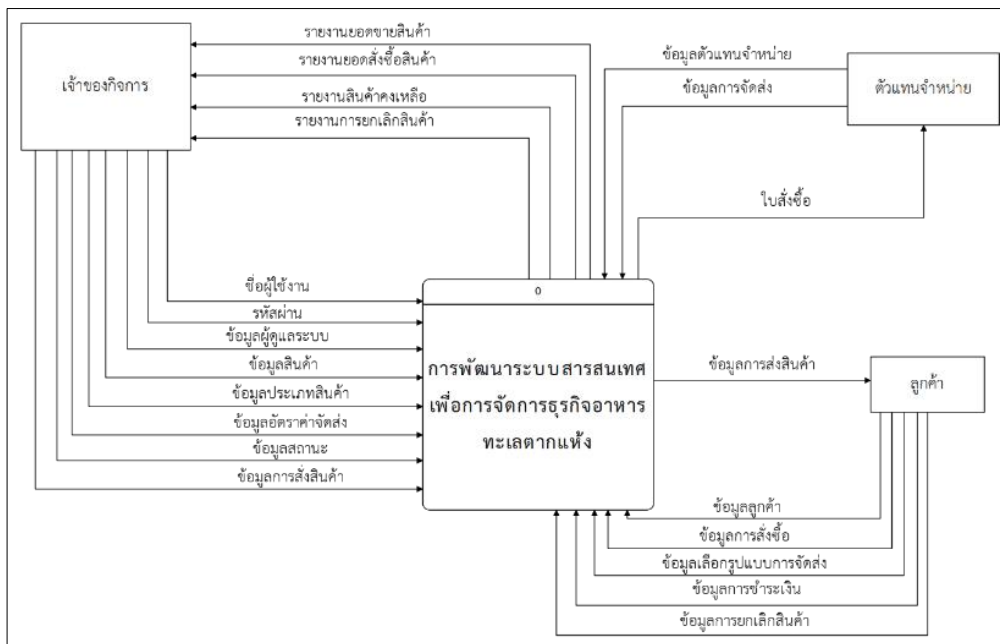 เจ้าของกิจการ
รายงานยอดขายสินค้า
รายงานยอดสั่งซื้อสินค้า
รายงานสินค้าคงเหลือ
รายงานการยกเลิกสินค้า
ข้อมูลตัวแทนจำหน่าย
ข้อมูลการจัดส่ง
ตัวแทนจำหน่าย
ใบสั่งซื้อ
ชื่อผู้ใช้งาน
รหัสผ่าน
ข้อมูลผู้ดูแลระบบ
ข้อมูลสินค้า
ข้อมูลประเภทสินค้า
ข้อมูลอัตราค่าจัดส่ง
ข้อมูลสถานะ
ข้อมูลการสั่งสินค้า
0
การพัฒนาระบบสารสนเทศ
เพื่อการจัดการธุรกิจอาหาร
ทะเลตากแห้ง
ข้อมูลการส่งสินค้า
ลูกค้า
ข้อมูลลูกค้า
ข้อมูลการสั่งซื้อ
ข้อมูลเลือกรูปแบบการจัดส่ง
ข้อมูลการชำระเงิน
ข้อมูลการยกเลิกสินค้า